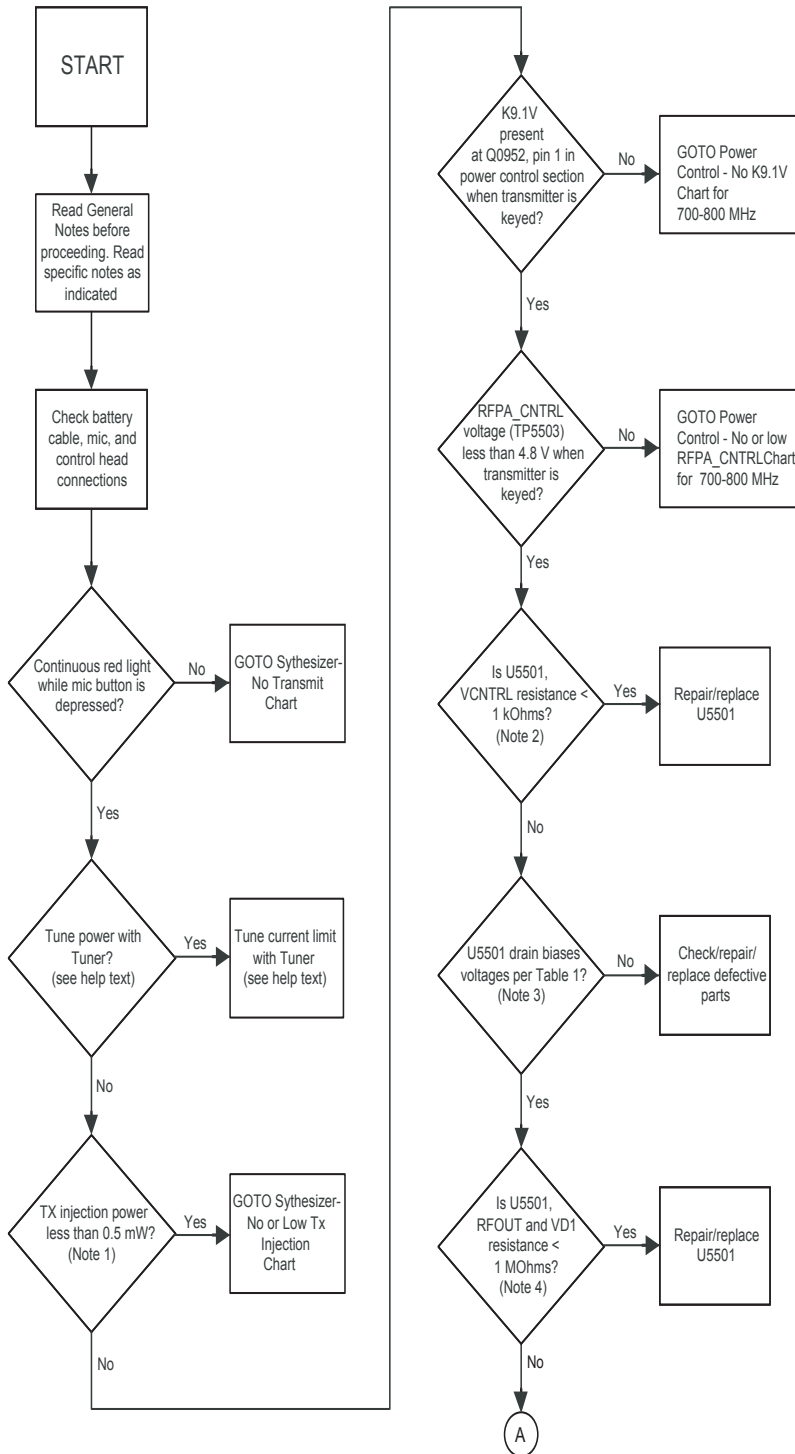 START
Read General
Notes before
proceeding. Read
specific notes as
indicated
Check battery
cable, mic, and
control head
connections
Continuous red light
while mic button is
depressed?
No
GOTO Sythesizer-
No Transmit
Chart
Yes
Tune power with
Tuner?
(see help text)
Yes
Tune current limit
with Tuner
(see help text)
No
TX injection power
less than 0.5 mW?
(Note 1)
Yes
GOTO Sythesizer-
No or Low Tx
Injection
Chart
No
K9.1V
present
at Q0952, pin 1 in
power control section
when transmitter is
keyed?
No
GOTO Power
Control - No K9.1V
Chart for
700-800 MHz
Yes
RFPA_CNTRL
voltage (TP5503)
less than 4.8 V when
transmitter is
keyed?
No
GOTO Power
Control - No or low
RFPA_CNTRLChart
for 700-800 MHz
Yes
Is U5501,
VCNTRL resistance <
1 kOhms?
(Note 2)
Yes
Repair/replace
U5501
No
U5501 drain biases
voltages per Table 1?
(Note 3)
No
Check/repair/
replace defective
parts
Yes
Is U5501,
RFOUT and VD1
resistance <
1 MOhms?
(Note 4)
Yes
Repair/replace
U5501
No
A